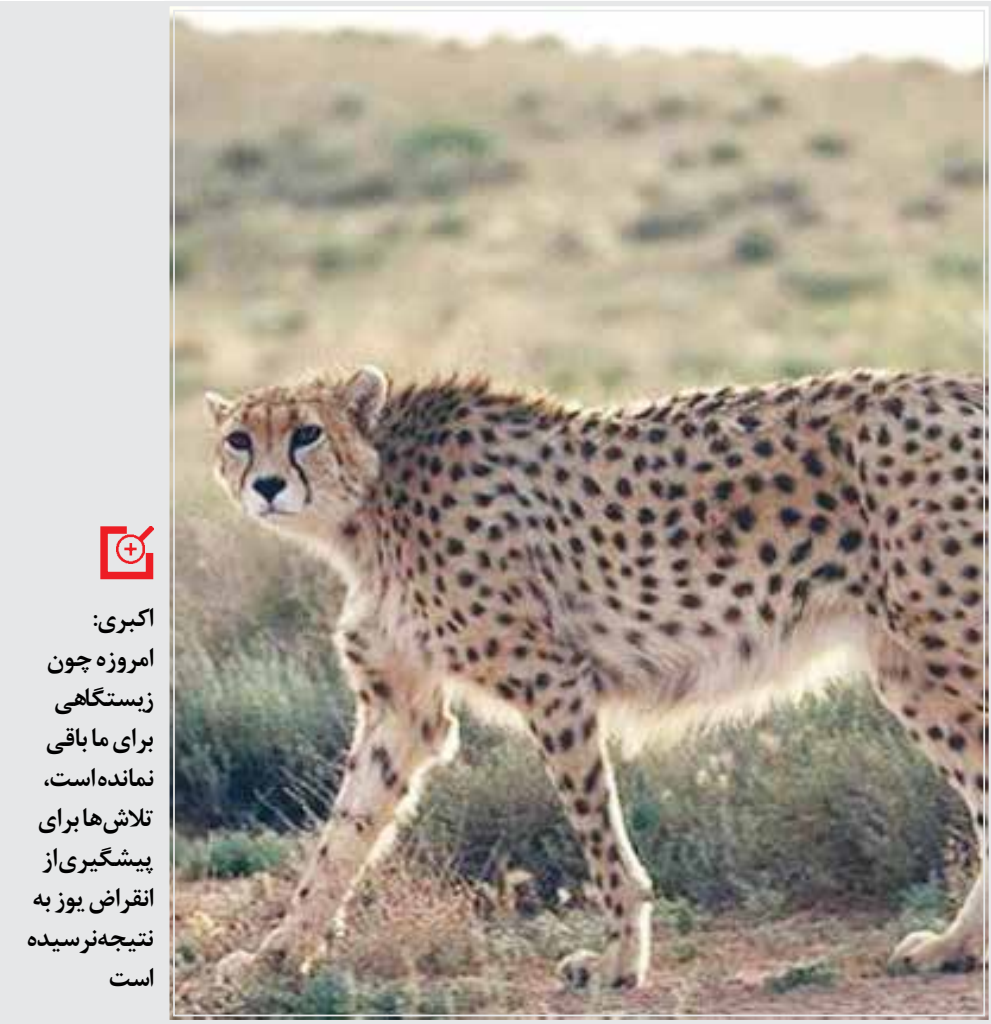 اکبری:
امروزه چون
زیستگاهی
برای ما باقی
نمانده‌است،
تلاش‌ها برای
پیشگیری‌از
انقراض یوز به
نتیجه‌نرسیده
است